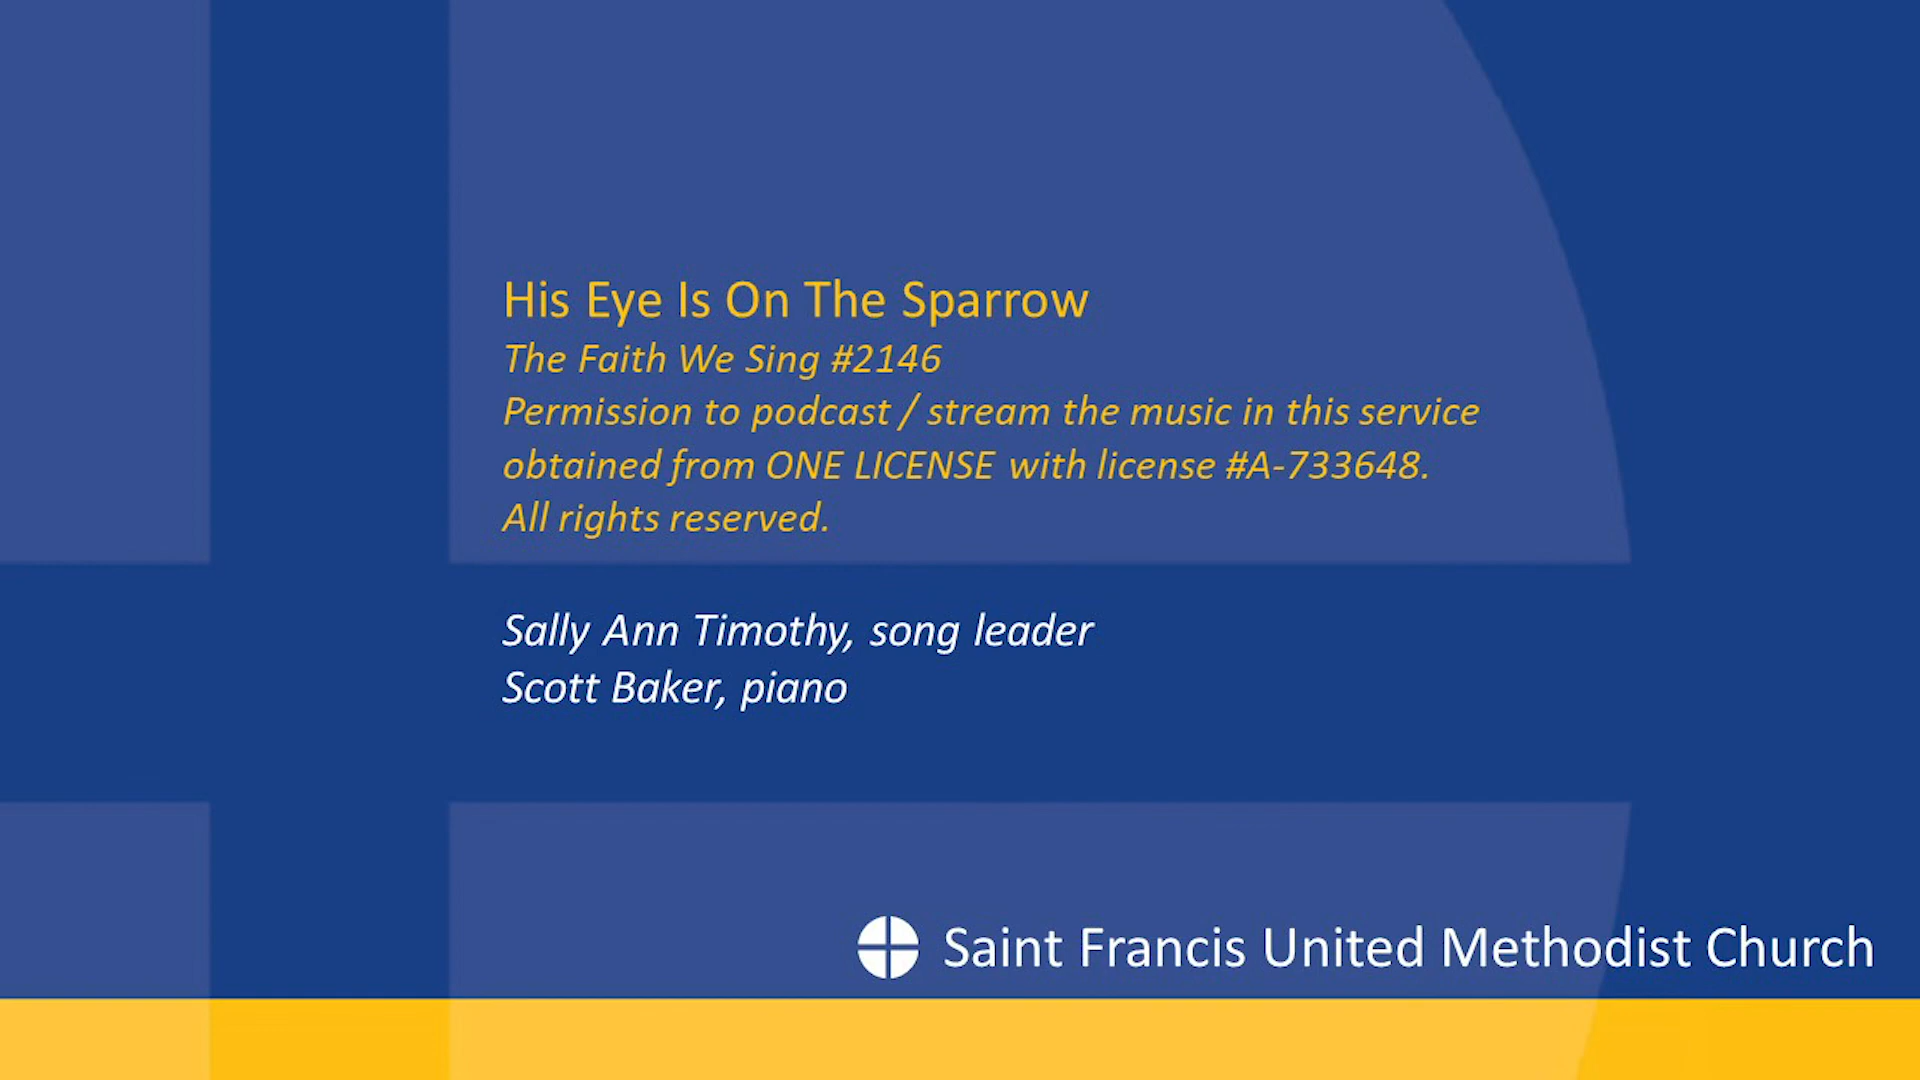 His Eye Is On The Sparrow
The Faith We Sing #2146
Permission to podcast / stream the music in this service
obtained from ONE LICENSE with license #A-733648.
All rights reserved.
Sally Ann Timothy, song leader
Scott Baker, piano
Saint Francis United Methodist Church